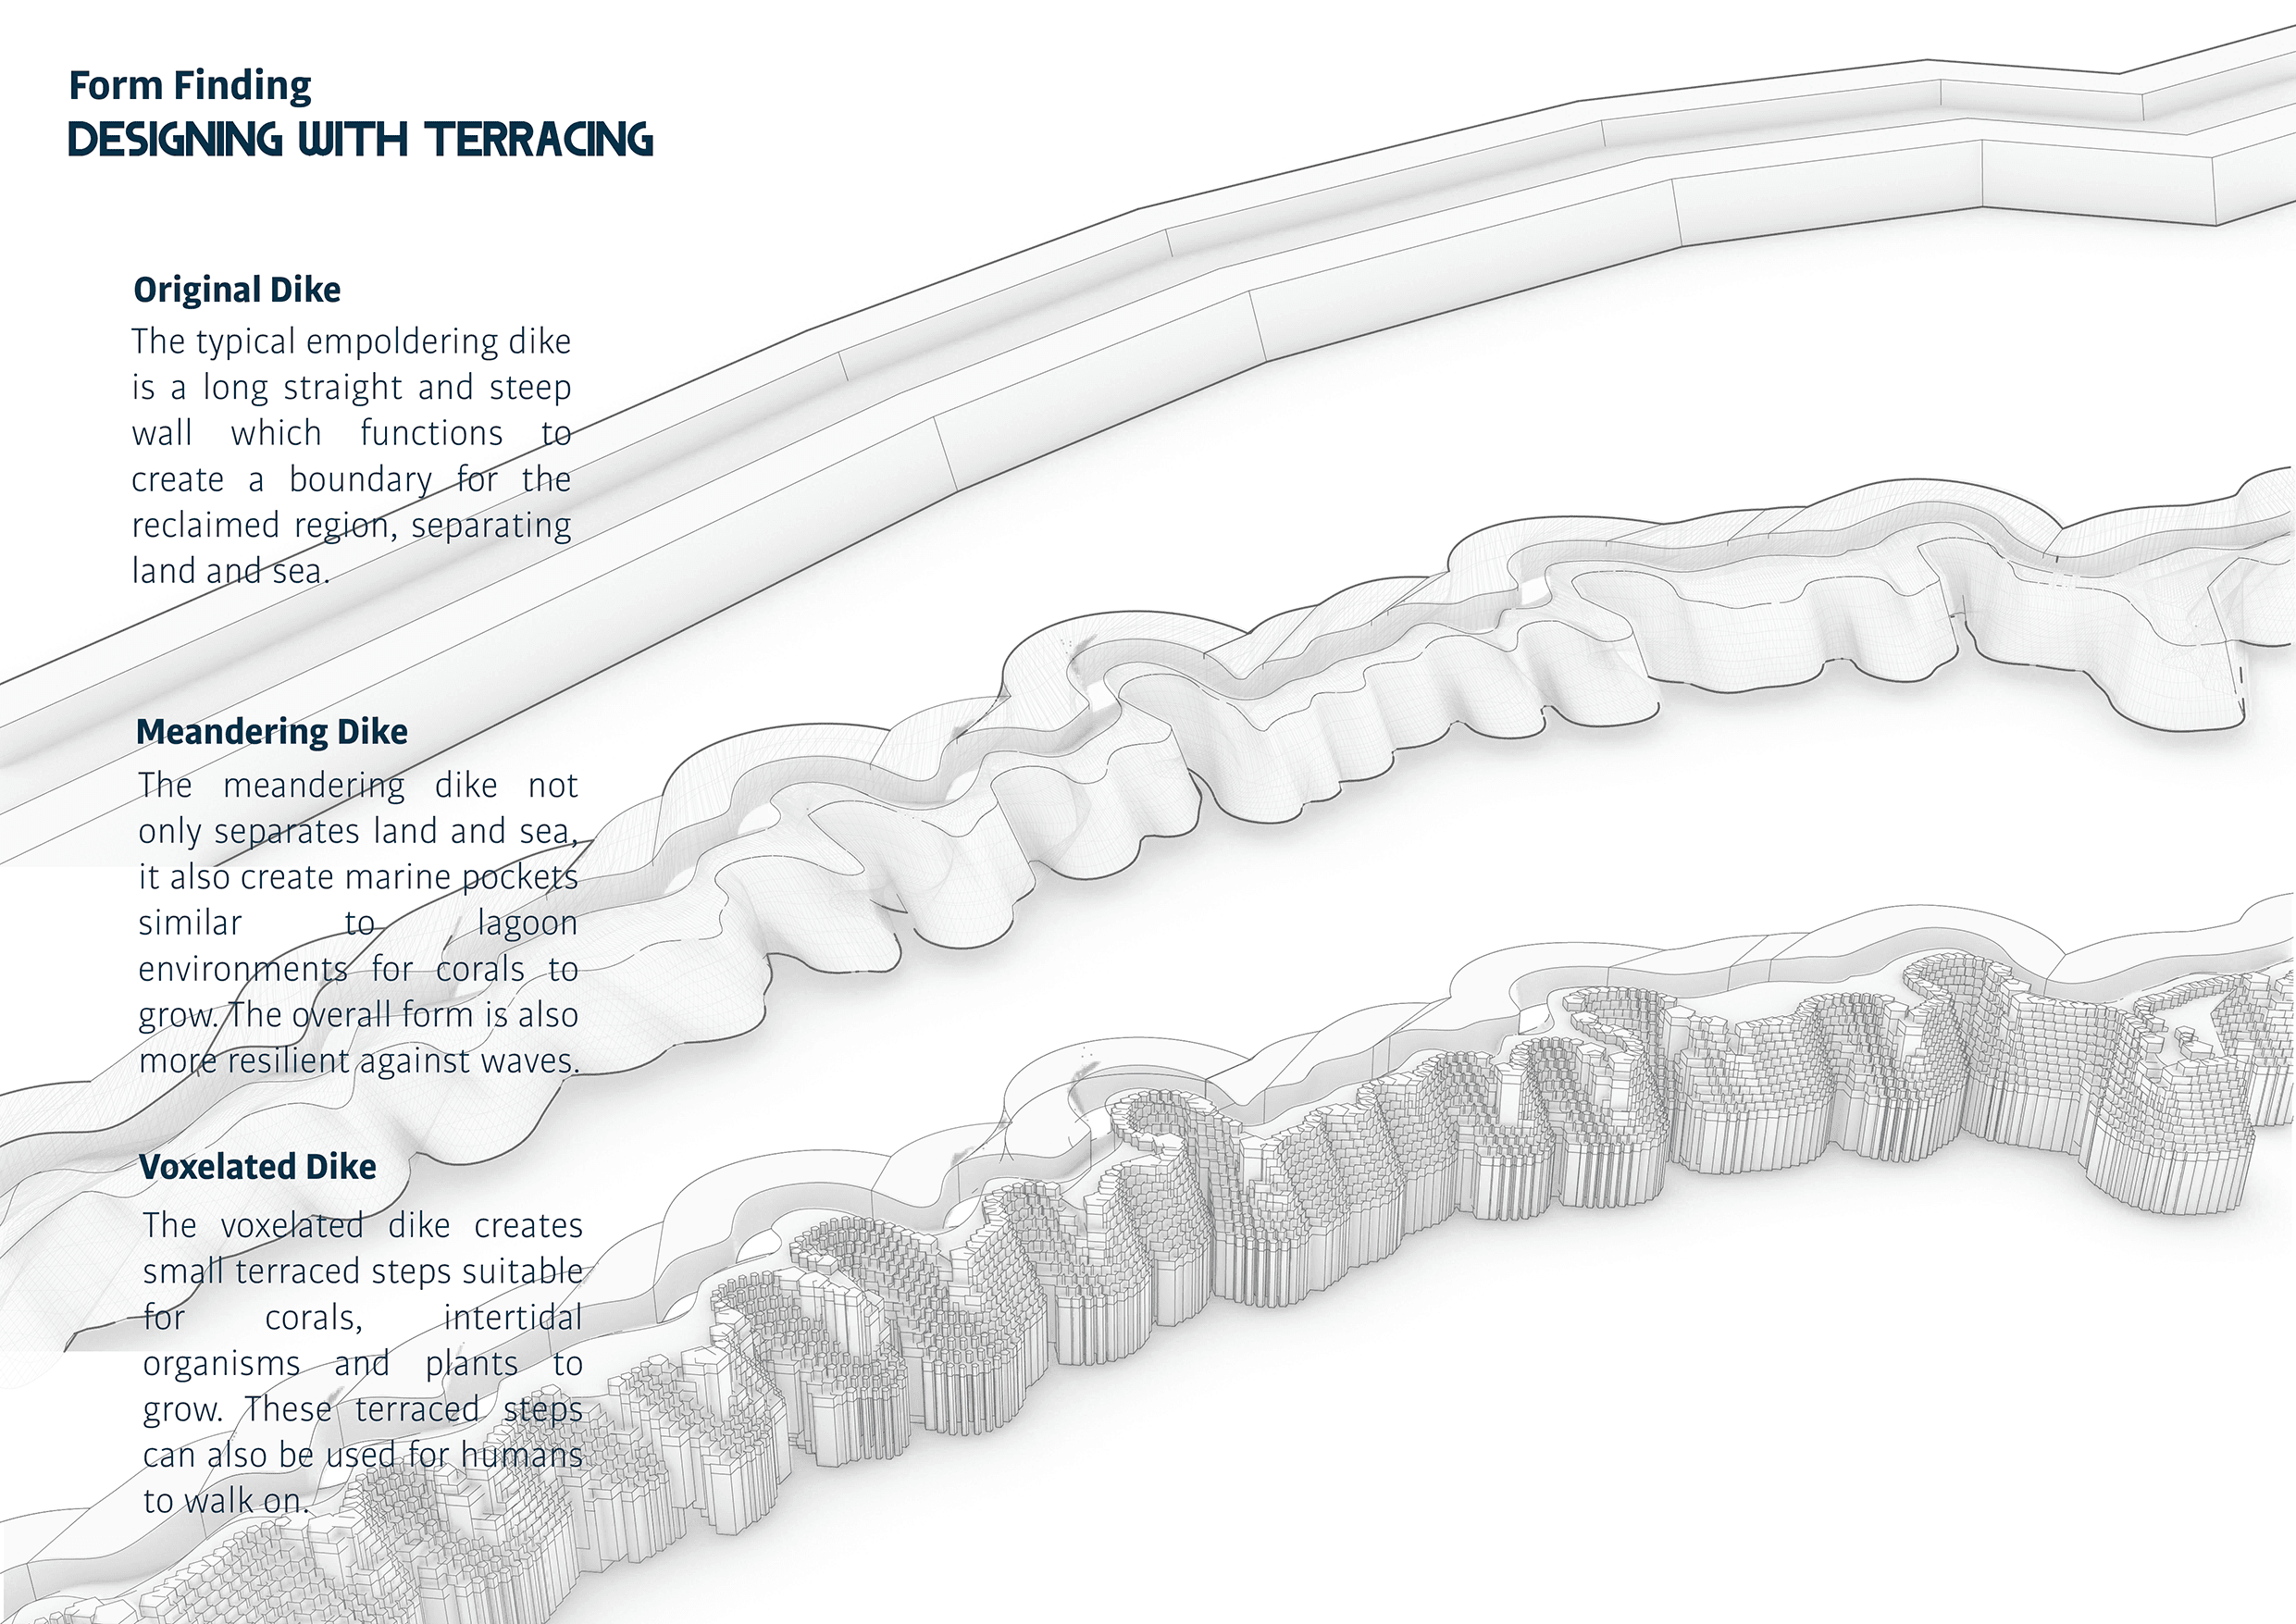 Form Finding
DESIGNING WITH TERRACING
Original Dike
The typical empoldering dike
is a long straight and steep
wall which functions to
create a boundary for the
reclaimed region, separating
land and sea.
Meandering Dike
The meandering dike not
only separates land and sea,
it also create marine pockets
similar to lagoon
environments for corals to
grow. The overall form is also
more resilient against waves.
Voxelated Dike
The voxelated dike creates
small terraced steps suitable
for corals, intertidal
organisms and plants to
grow. These terraced steps
can also be used for humans
to walk on.